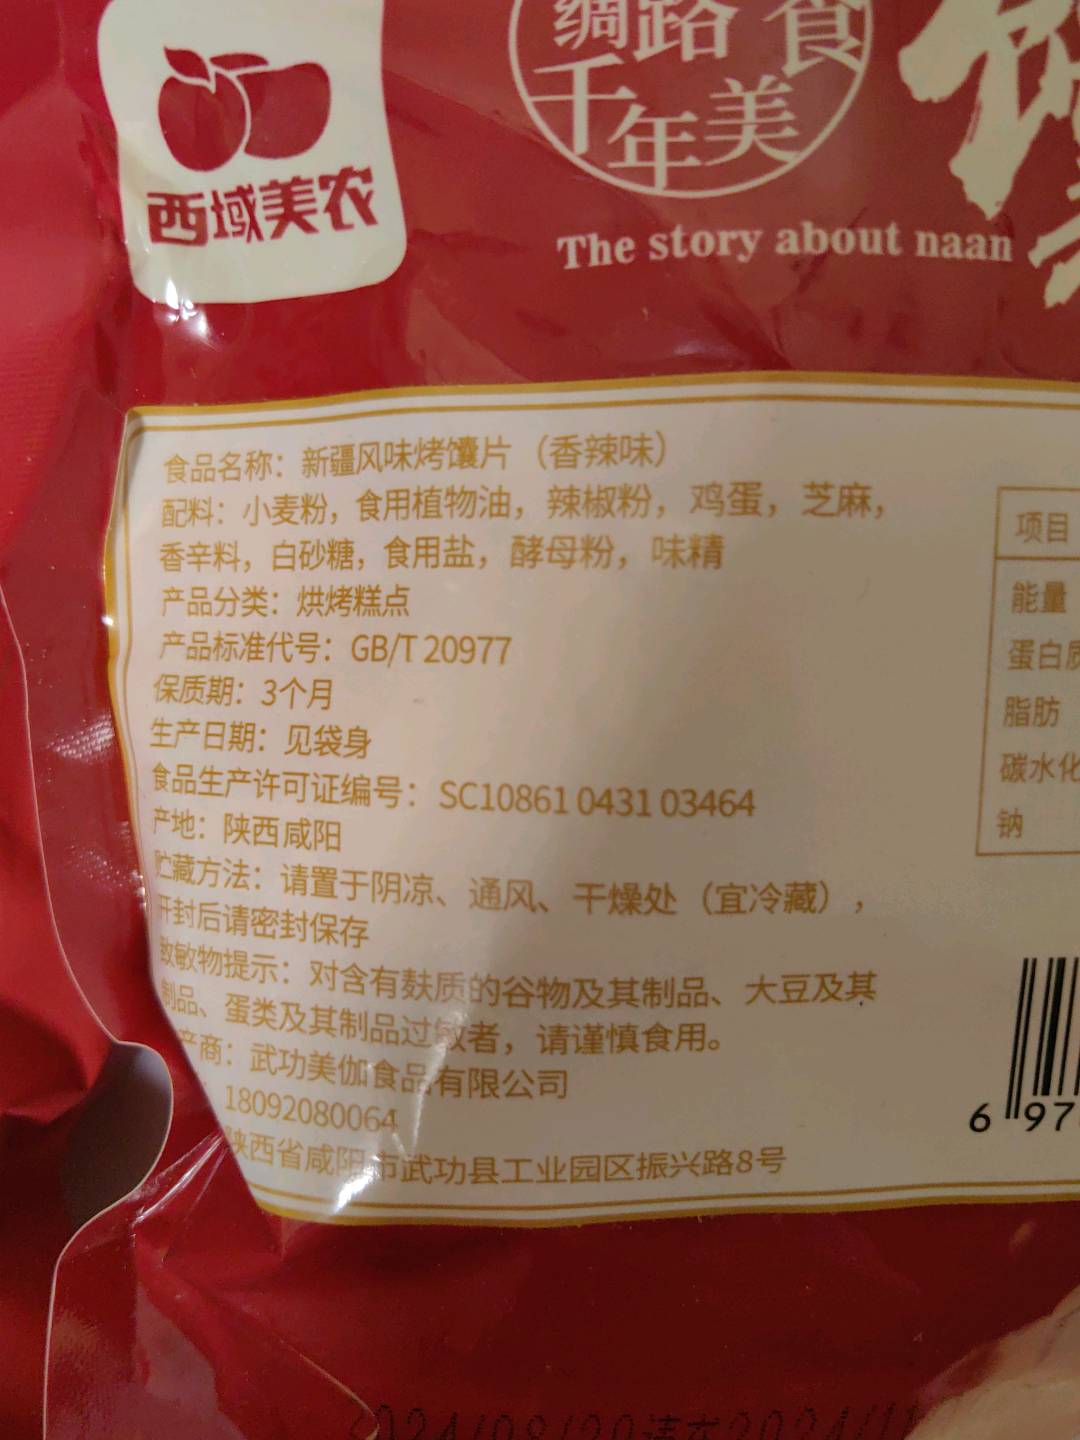 西域美农
绸路食
千年美
The story about naan
食品名称：新疆风味烤馕片（香辣味）
配料：小麦粉，食用植物油，辣椒粉，鸡蛋，芝麻，
香辛料，白砂糖，食用盐，酵母粉，味精
产品分类：烘烤糕点
产品标准代号：GB/T 20977
保质期：3个月
生产日期：见袋身
食品生产许可证编号：SC10861043103464
产地：陕西咸阳
贮藏方法：请置于阴凉、通风、干燥处（宜冷藏），
开封后请密封保存
致敏物提示：对含有麸质的谷物及其制品、大豆及其
制品、蛋类及其制品过敏者，请谨慎食用。
产商：武功美伽食品有限公司
18092080064
陕西省咸阳市武功县工业园区振兴路8号
项目
能量
蛋白质
脂肪
碳水化
钠
6 97